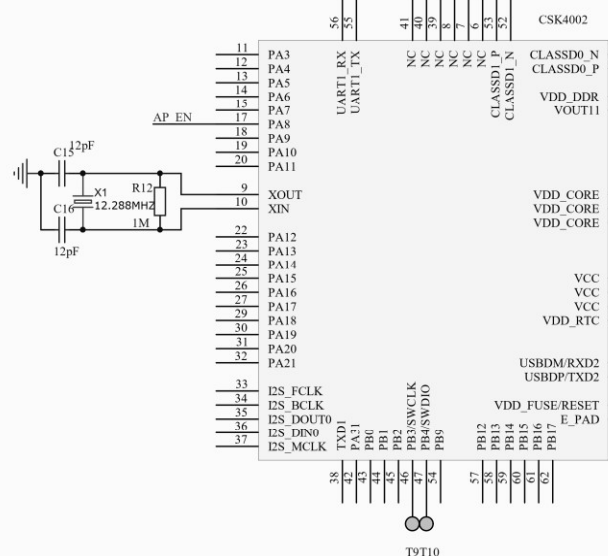 CSK4002
56 55 41 40 39 8 7 6 53 52
UART1_RX
UART1_TX
NC
NC
NC
NC
NC
NC
CLASSD1_P
CLASSD1_N
11 PA3 CLASSD0_N
12 PA4 CLASSD0_P
13 PA5
14 PA6 VDD_DDR
15 PA7 VOUT11
AP_EN 17 PA8
18 PA9
19 PA10
20 PA11
C15 12pF
X1
12.288MHZ
R12
1M
C16
12pF
9 XOUT VDD_CORE
10 XIN VDD_CORE
VDD_CORE
22 PA12
23 PA13
24 PA14
25 PA15 VCC
26 PA16 VCC
27 PA17 VCC
29 PA18 VDD_RTC
30 PA19
31 PA20
32 PA21 USBDM/RXD2
USBDP/TXD2
33 I2S_FCLK
34 I2S_BCLK VDD_FUSE/RESET
35 I2S_DOUT0 E_PAD
36 I2S_DIN0
37 I2S_MCLK
TXD1
PA31
PB0
PB1
PB2
PB3/SWCLK
PB4/SWDIO
PB9
PB12
PB13
PB14
PB15
PB16
PB17
38 42 43 44 45 46 47 54 57 58 59 60 61 62
T9T10